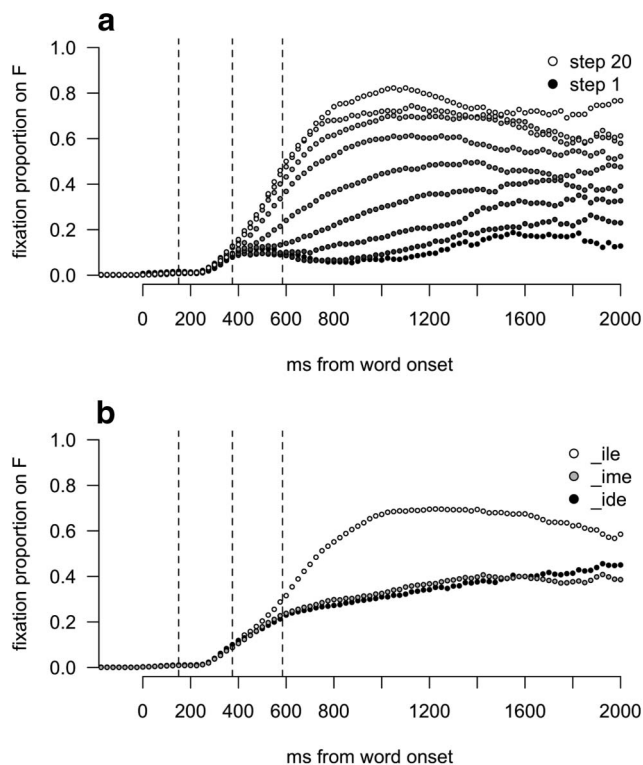 a
1.0
0.8
0.6
0.4
0.2
0.0
fixation proportion on F
step 20
step 1
0 200 400 600 800 1200 1600 2000
ms from word onset
b
1.0
0.8
0.6
0.4
0.2
0.0
fixation proportion on F
_ile
_ime
_ide
0 200 400 600 800 1200 1600 2000
ms from word onset